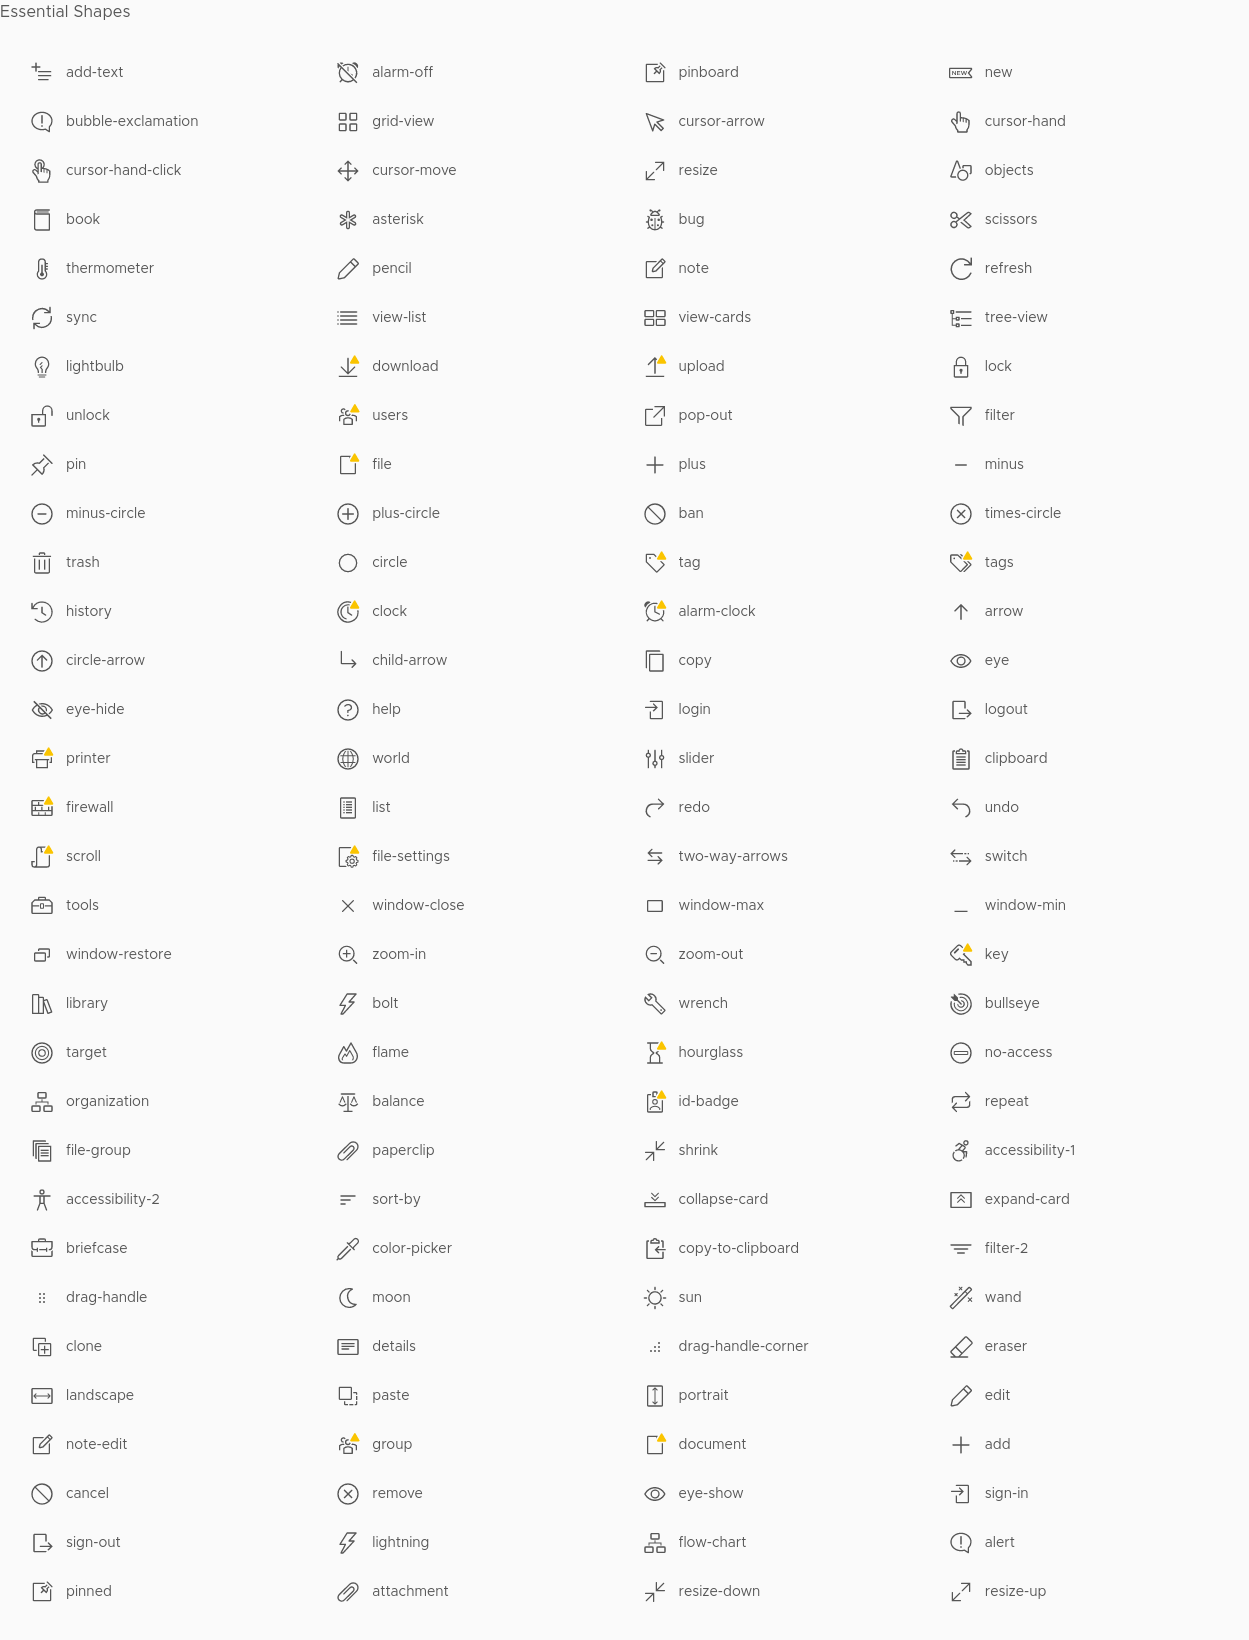 Essential Shapes
add-text alarm-off pinboard NEW new
bubble-exclamation grid-view cursor-arrow cursor-hand
cursor-hand-click cursor-move resize objects
book asterisk bug scissors
thermometer pencil note refresh
sync view-list view-cards tree-view
lightbulb download upload lock
unlock users pop-out filter
pin file plus minus
minus-circle plus-circle ban times-circle
trash circle tag tags
history clock alarm-clock arrow
circle-arrow child-arrow copy eye
eye-hide help login logout
printer world slider clipboard
firewall list redo undo
scroll file-settings two-way-arrows switch
tools window-close window-max window-min
window-restore zoom-in zoom-out key
library bolt wrench bullseye
target flame hourglass no-access
organization balance id-badge repeat
file-group paperclip shrink accessibility-1
accessibility-2 sort-by collapse-card expand-card
briefcase color-picker copy-to-clipboard filter-2
drag-handle moon sun wand
clone details drag-handle-corner eraser
landscape paste portrait edit
note-edit group document add
cancel remove eye-show sign-in
sign-out lightning flow-chart alert
pinned attachment resize-down resize-up